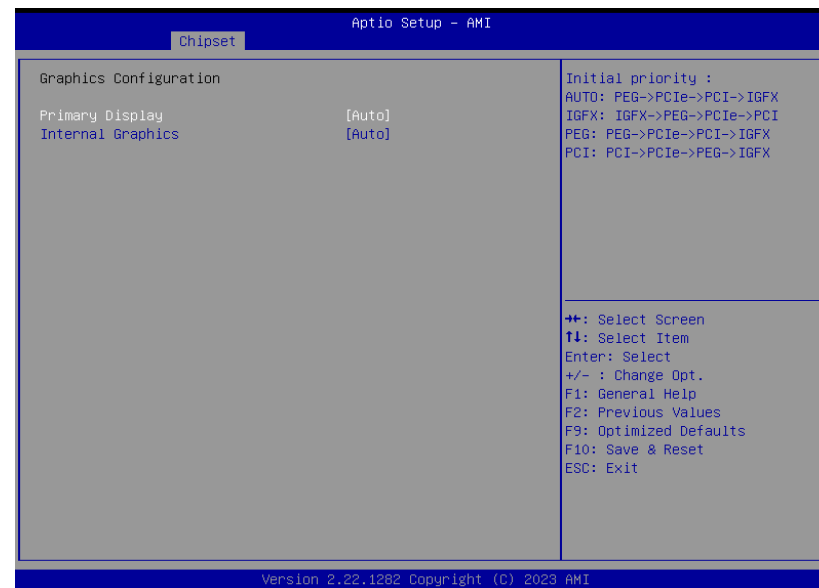 Aptio Setup – AMI
Chipset
Graphics Configuration
Primary Display [Auto]
Internal Graphics [Auto]
Initial priority :
AUTO: PEG->PCIe->PCI->IGFX
IGFX: IGFX->PEG->PCIe->PCI
PEG: PEG->PCIe->PCI->IGFX
PCI: PCI->PCIe->PEG->IGFX
→←: Select Screen
↑↓: Select Item
Enter: Select
+/- : Change Opt.
F1: General Help
F2: Previous Values
F9: Optimized Defaults
F10: Save & Reset
ESC: Exit
Version 2.22.1282 Copyright (C) 2023 AMI